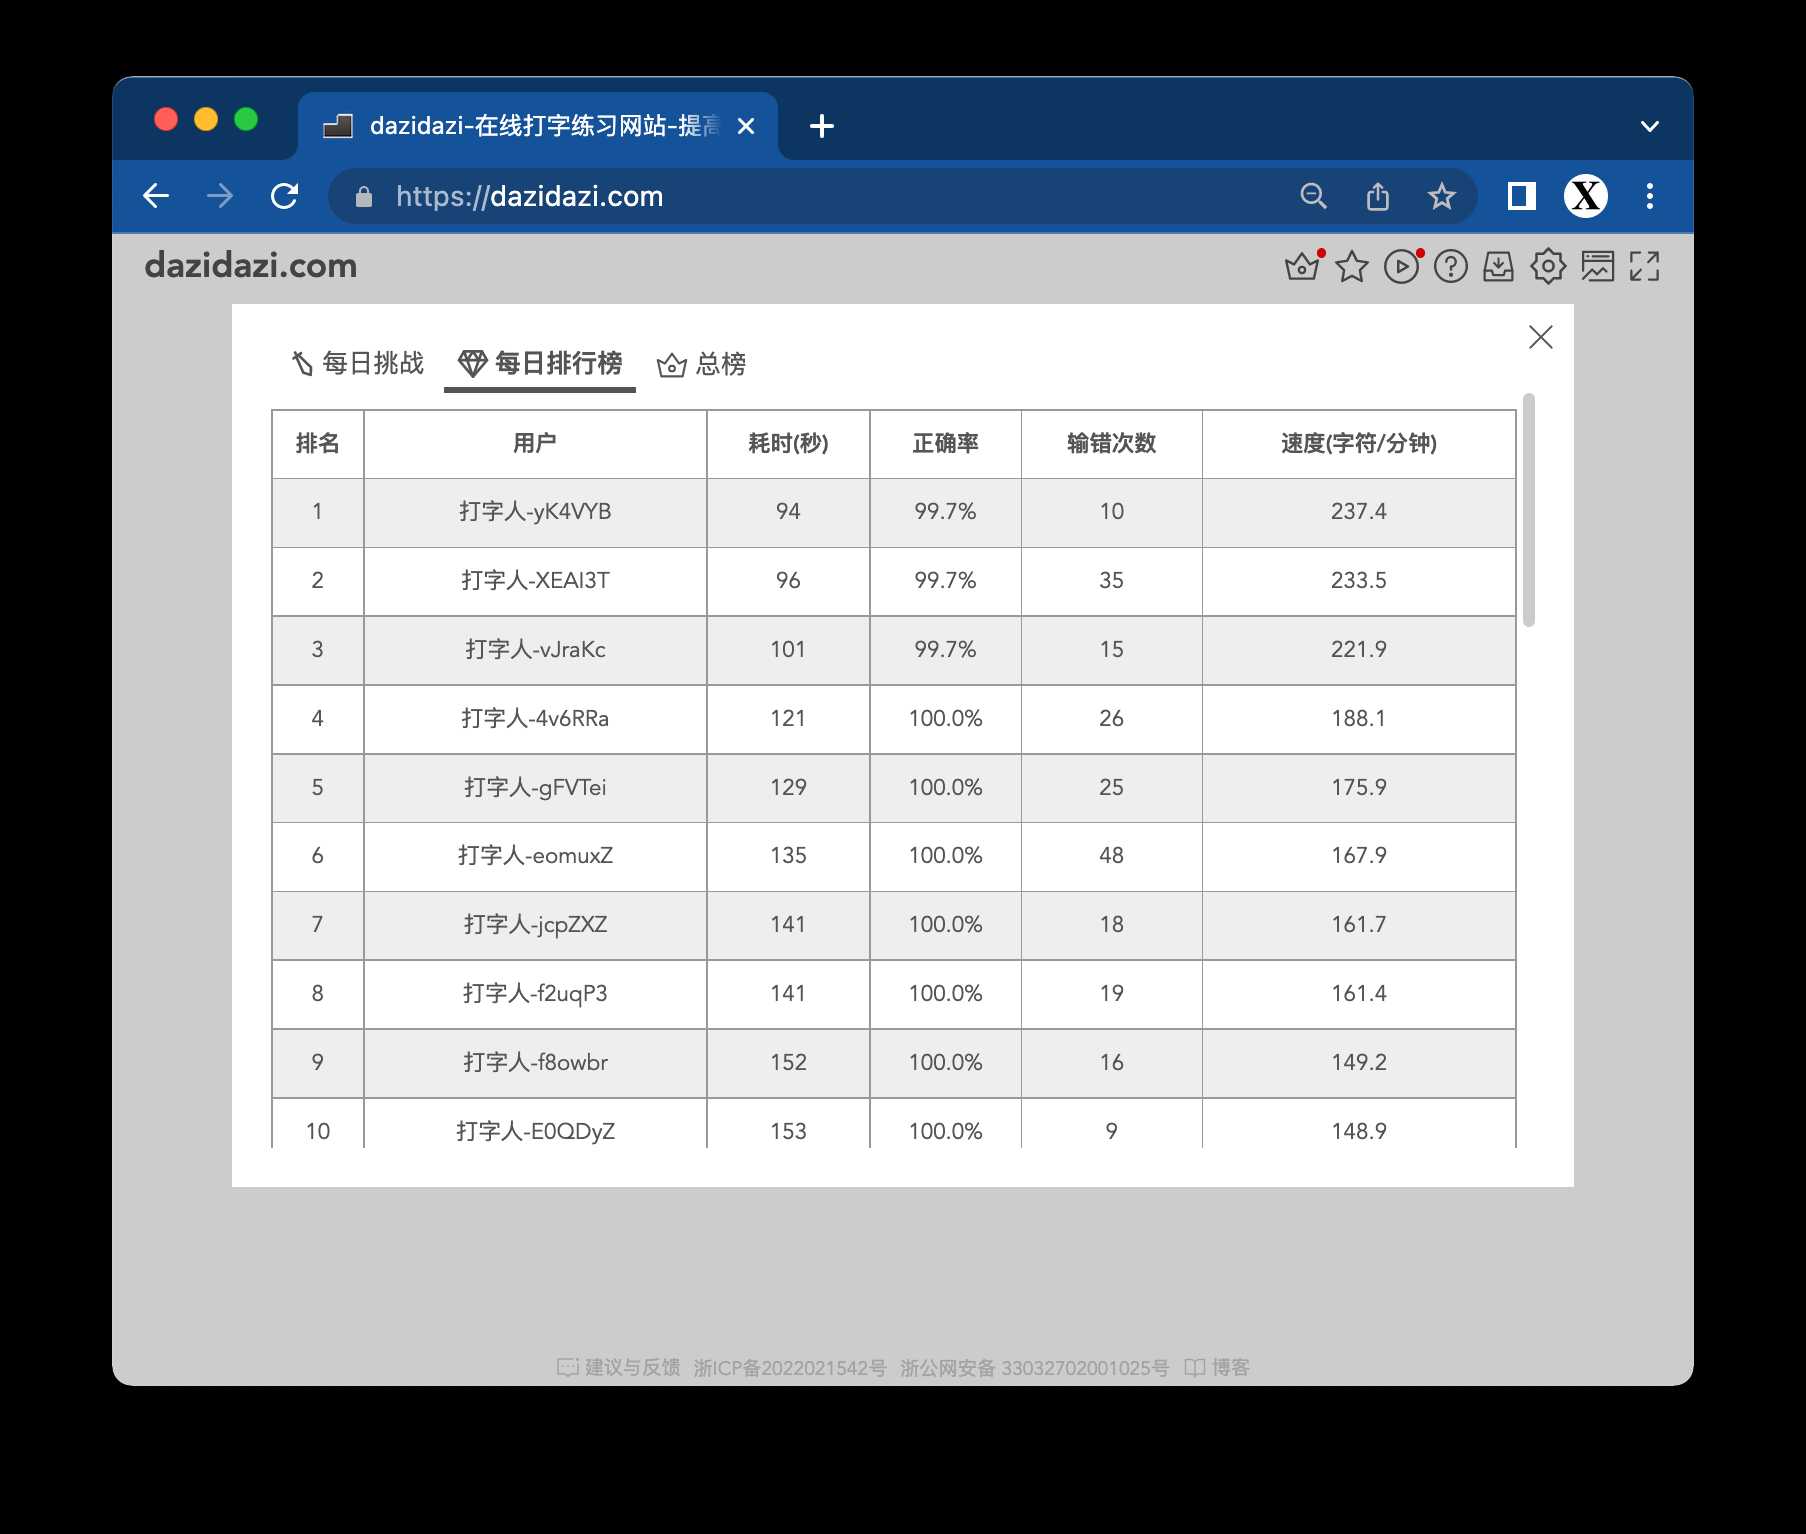 dazidazi-在线打字练习网站-提高
https://dazidazi.com
dazidazi.com
每日挑战 每日排行榜 总榜
排名 用户 耗时(秒) 正确率 输错次数 速度(字符/分钟)
1 打字人-yK4VYB 94 99.7% 10 237.4
2 打字人-XEAI3T 96 99.7% 35 233.5
3 打字人-vJraKc 101 99.7% 15 221.9
4 打字人-4v6RRa 121 100.0% 26 188.1
5 打字人-gFVTei 129 100.0% 25 175.9
6 打字人-eomuxZ 135 100.0% 48 167.9
7 打字人-jcpZXZ 141 100.0% 18 161.7
8 打字人-f2uqP3 141 100.0% 19 161.4
9 打字人-f8owbr 152 100.0% 16 149.2
10 打字人-E0QDyZ 153 100.0% 9 148.9
建议与反馈 浙ICP备2022021542号 浙公网安备 33032702001025号 博客